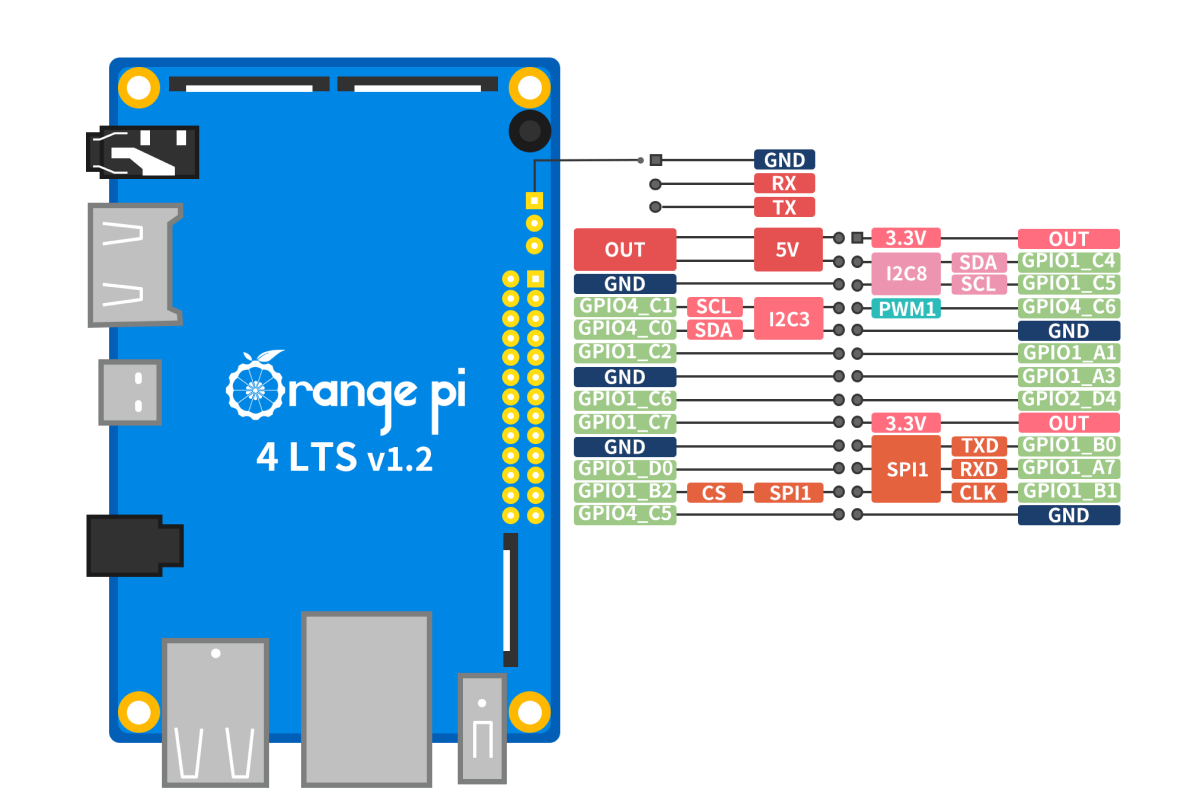 GND
RX
TX
OUT 5V 3.3V OUT
I2C8 SDA GPIO1_C4
GND SCL GPIO1_C5
GPIO4_C1 SCL I2C3 PWM1 GPIO4_C6
GPIO4_C0 SDA GND
GPIO1_C2 GPIO1_A1
GND GPIO1_A3
GPIO1_C6 GPIO2_D4
GPIO1_C7 3.3V OUT
GND SPI1 TXD GPIO1_B0
GPIO1_D0 RXD GPIO1_A7
GPIO1_B2 CS SPI1 CLK GPIO1_B1
GPIO4_C5 GND
Orange pi
4 LTS v1.2